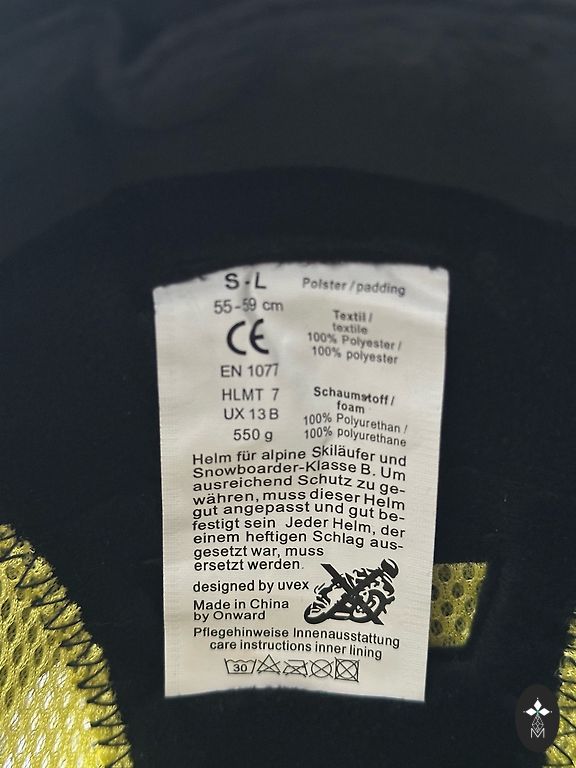 S-L
55-59 cm
CE
EN 1077
HLMT 7
UX 13 B
550 g
Polster / padding
Textil /
textile
100% Polyester /
100% polyester
Schaumstoff /
foam
100% Polyurethan /
100% polyurethane
Helm für alpine Skiläufer und
Snowboarder-Klasse B. Um
ausreichend Schutz zu ge-
währen, muss dieser Helm
gut angepasst und gut be-
festigt sein Jeder Helm, der
einem heftigen Schlag aus-
gesetzt war, muss
ersetzt werden.
designed by uvex
Made in China
by Onward
Pflegehinweise Innenausstattung
care instructions inner lining
30
M